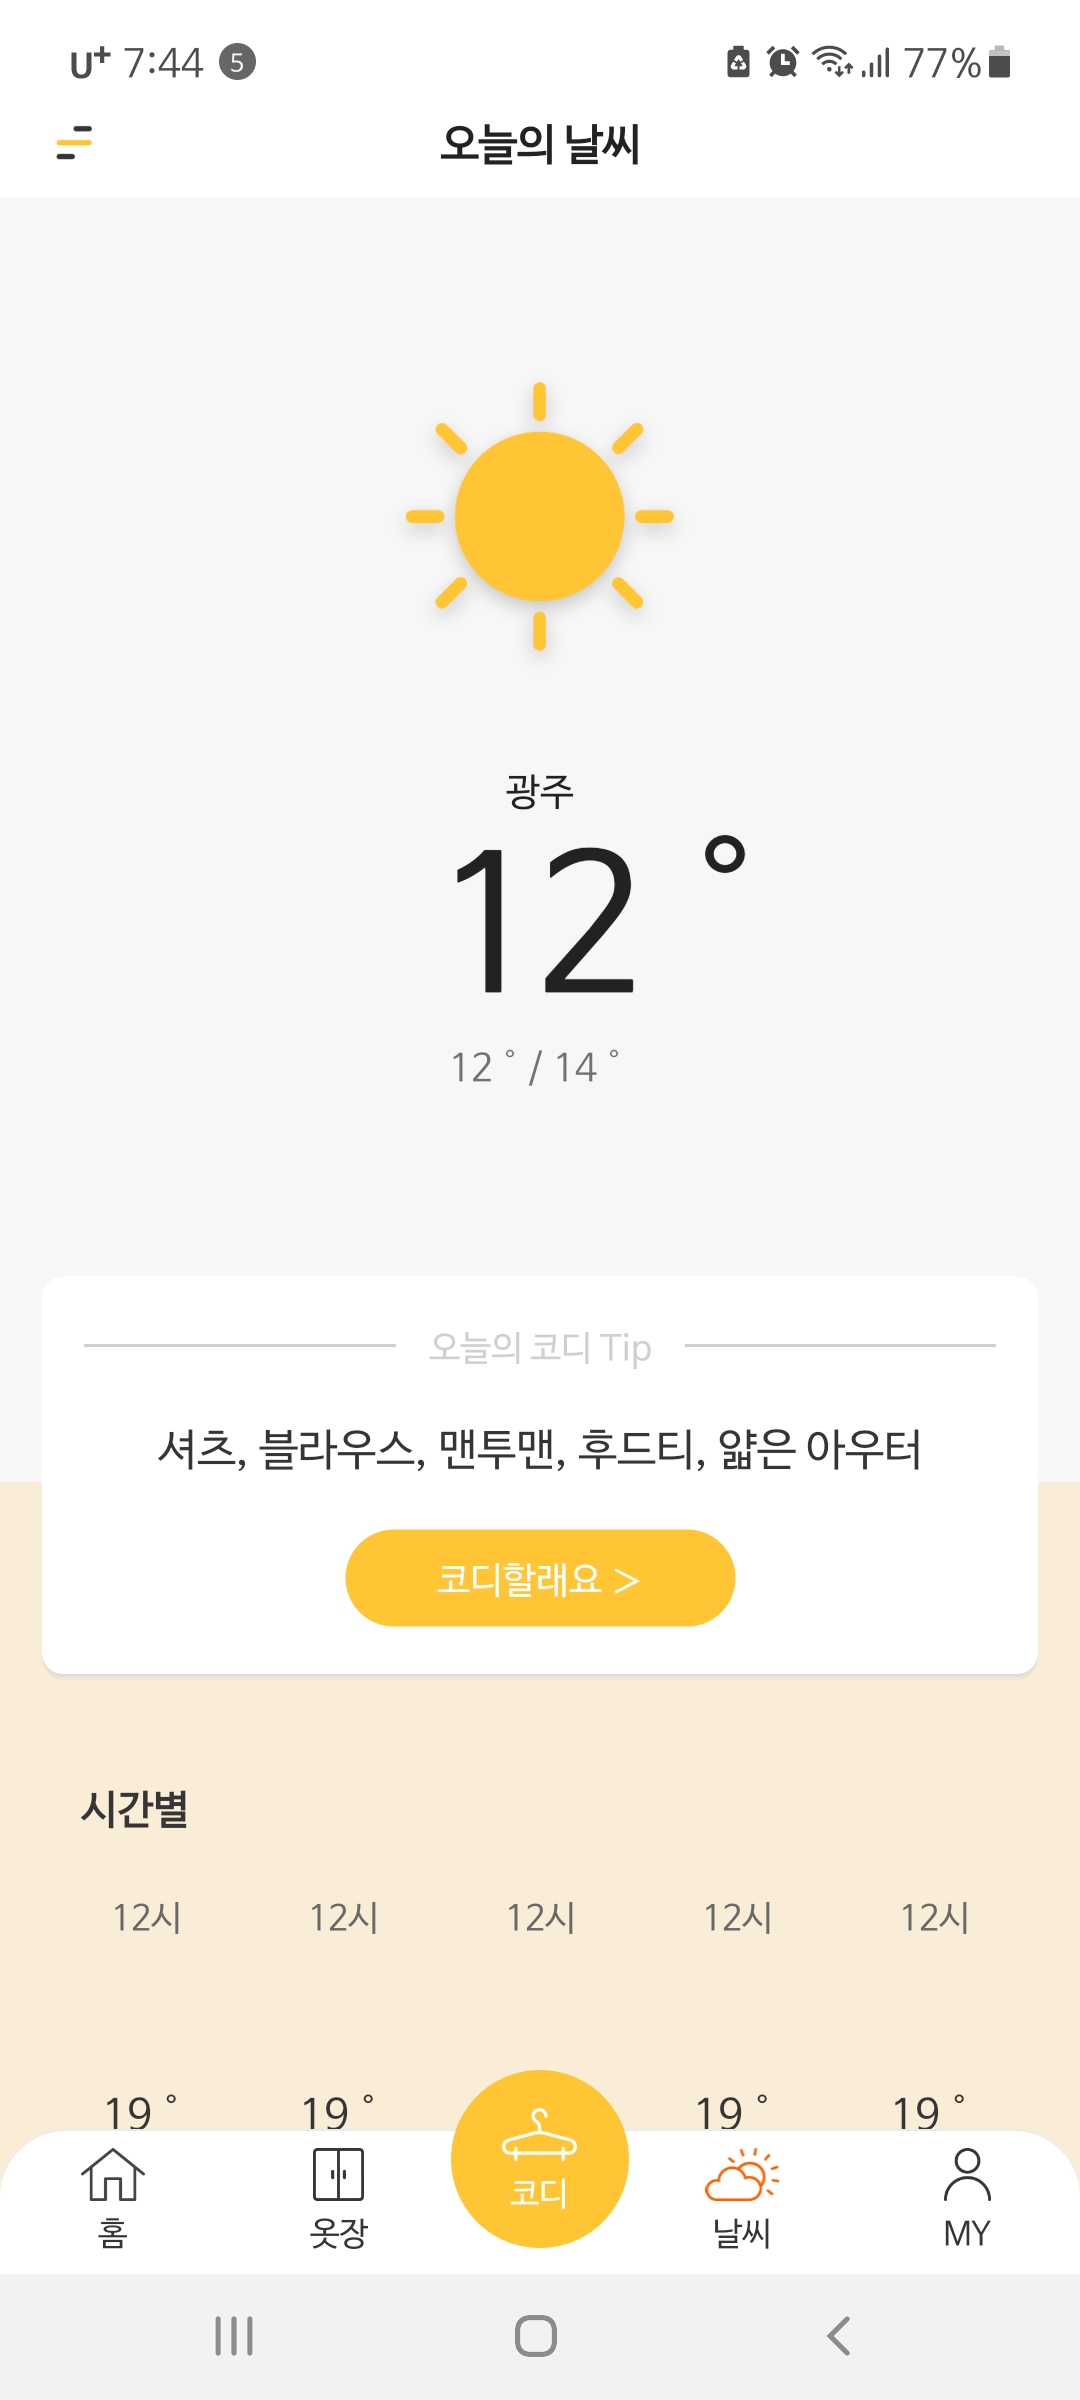 U+ 7:44 5 77%
오늘의 날씨
광주
12 °
12 ° / 14 °
오늘의 코디 Tip
셔츠, 블라우스, 맨투맨, 후드티, 얇은 아우터
코디할래요 >
시간별
12시 12시 12시 12시 12시
19 ° 19 ° 19 ° 19 °
홈 옷장 코디 날씨 MY